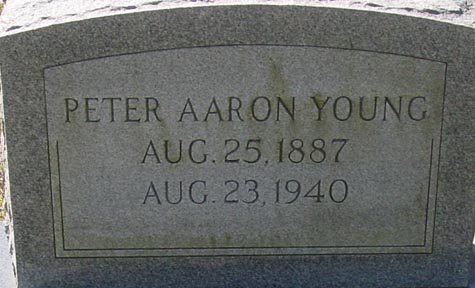 PETER AARON YOUNG
AUG. 25, 1887
AUG. 23, 1940